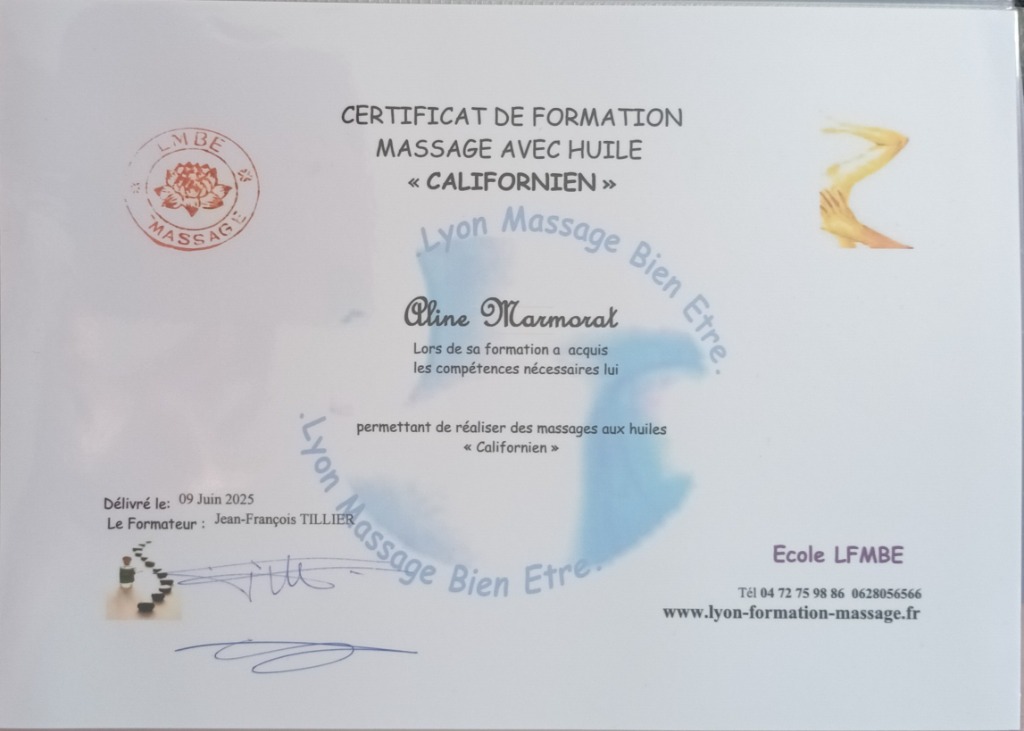 CERTIFICAT DE FORMATION
MASSAGE AVEC HUILE
« CALIFORNIEN »
LMBE
MASSAGE
.Lyon Massage Bien Etre.
Aline Marmorat
Lors de sa formation a acquis
les compétences nécessaires lui
permettant de réaliser des massages aux huiles
« Californien »
.Lyon Massage Bien Etre.
Délivré le: 09 Juin 2025
Le Formateur : Jean-François TILLIER
Ecole LFMBE
Tél 04 72 75 98 86 0628056566
www.lyon-formation-massage.fr